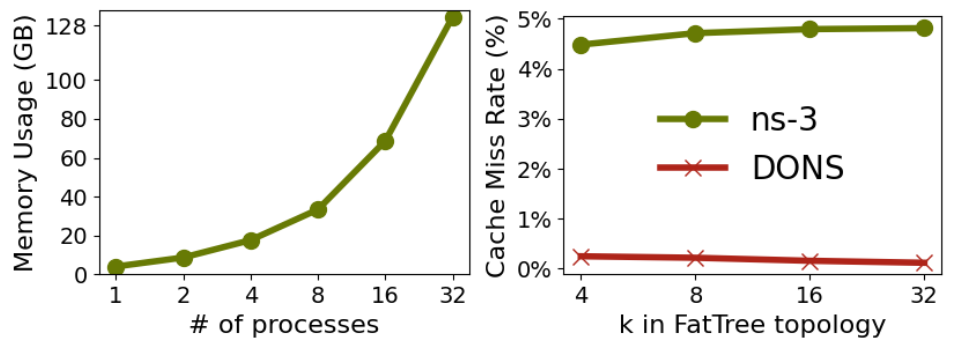 Memory Usage (GB)
128
100
80
60
40
20
0
1 2 4 8 16 32
# of processes
Cache Miss Rate (%)
5%
4%
3%
2%
1%
0%
ns-3
DONS
4 8 16 32
k in FatTree topology